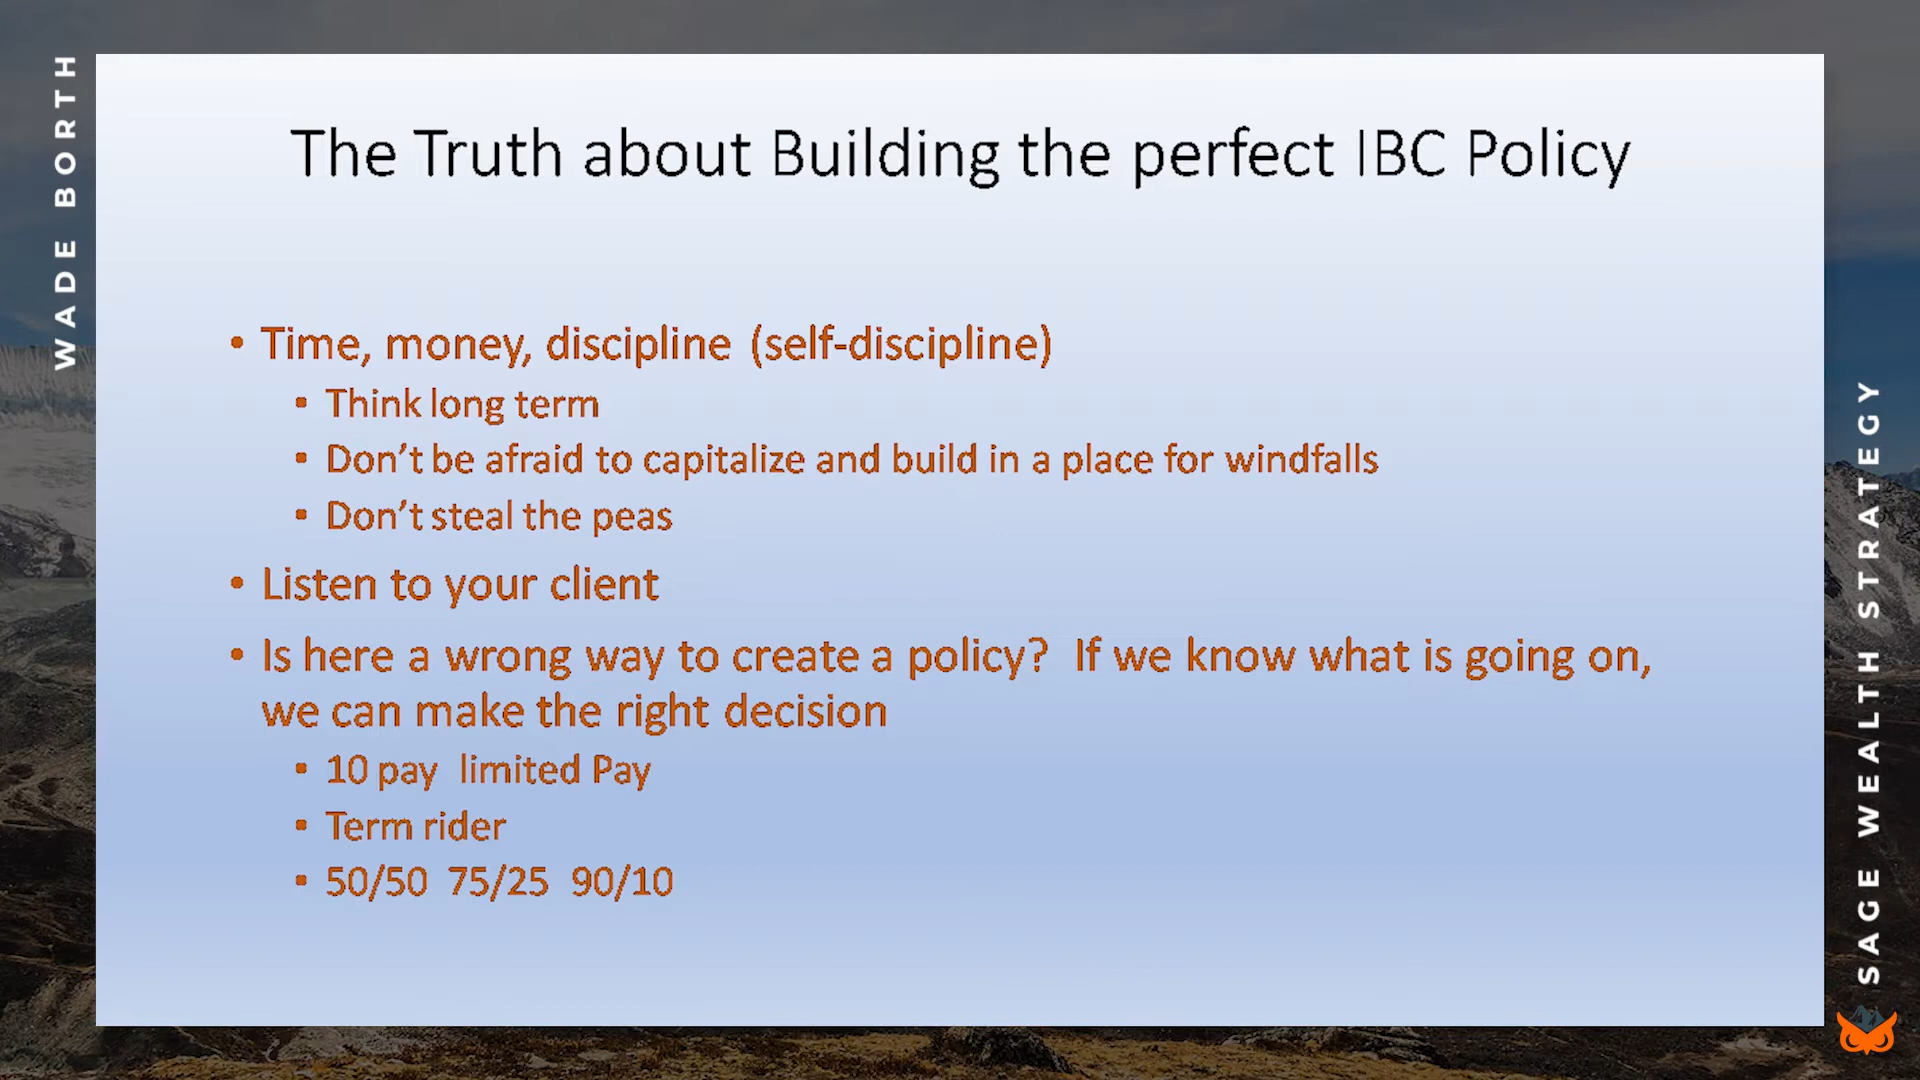 WADE BORTH
The Truth about Building the perfect IBC Policy
• Time, money, discipline (self-discipline)
• Think long term
• Don't be afraid to capitalize and build in a place for windfalls
• Don't steal the peas
• Listen to your client
• Is here a wrong way to create a policy? If we know what is going on,
we can make the right decision
• 10 pay limited Pay
• Term rider
• 50/50 75/25 90/10
SAGE WEALTH STRATEGY